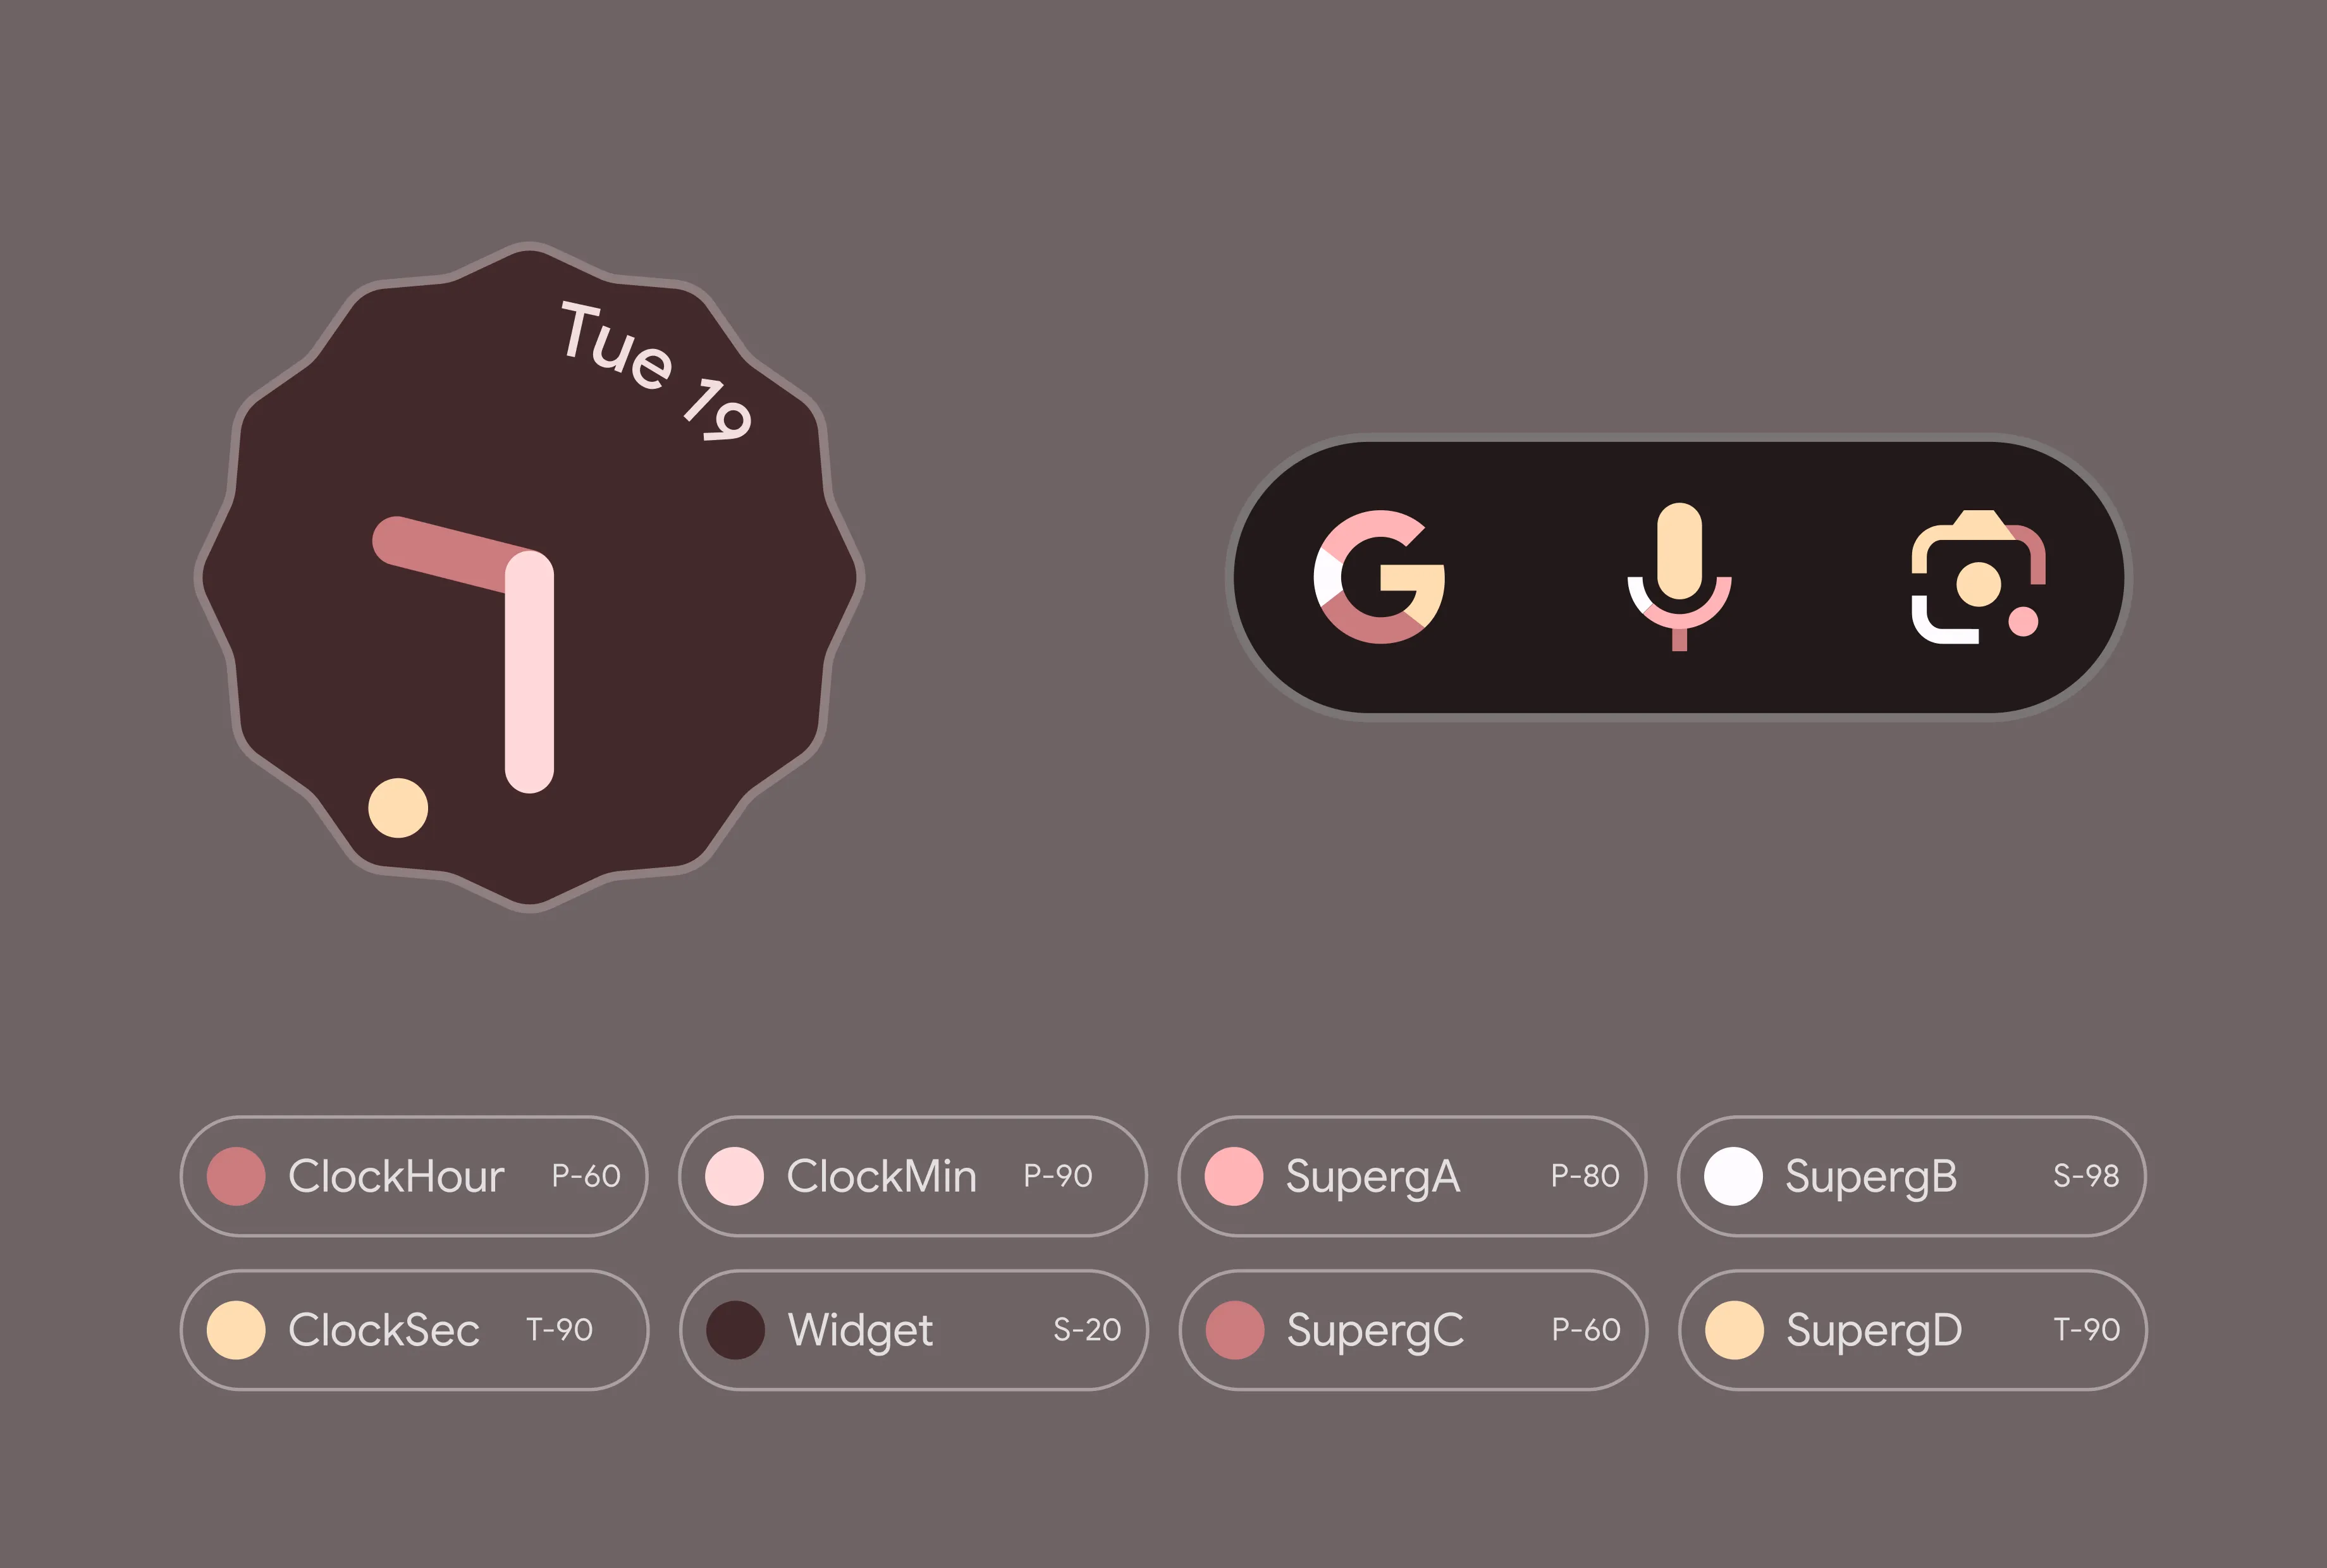 Tue 19
G
ClockHour P-60
ClockMin P-90
SupergA P-80
SupergB S-98
ClockSec T-90
Widget S-20
SupergC P-60
SupergD T-90